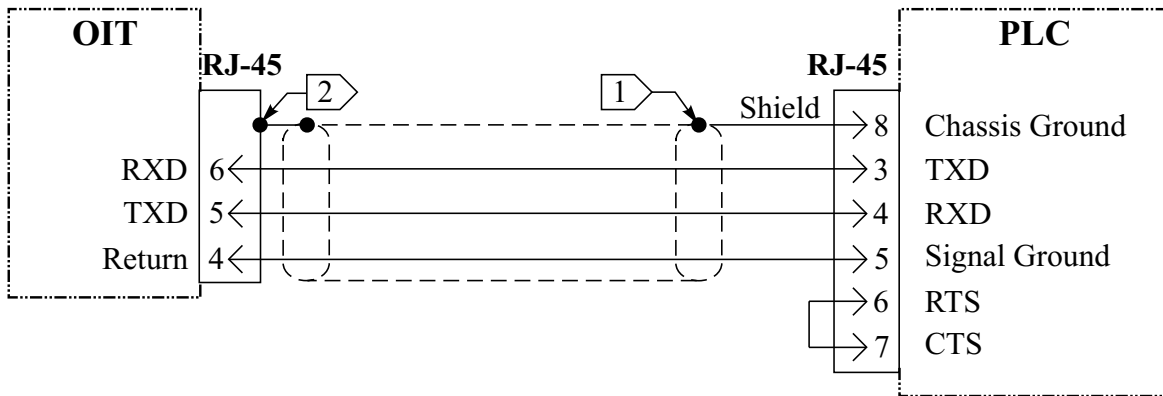 OIT PLC
RJ-45 RJ-45
2 1
Shield 8 Chassis Ground
RXD 6 3 TXD
TXD 5 4 RXD
Return 4 5 Signal Ground
6 RTS
7 CTS